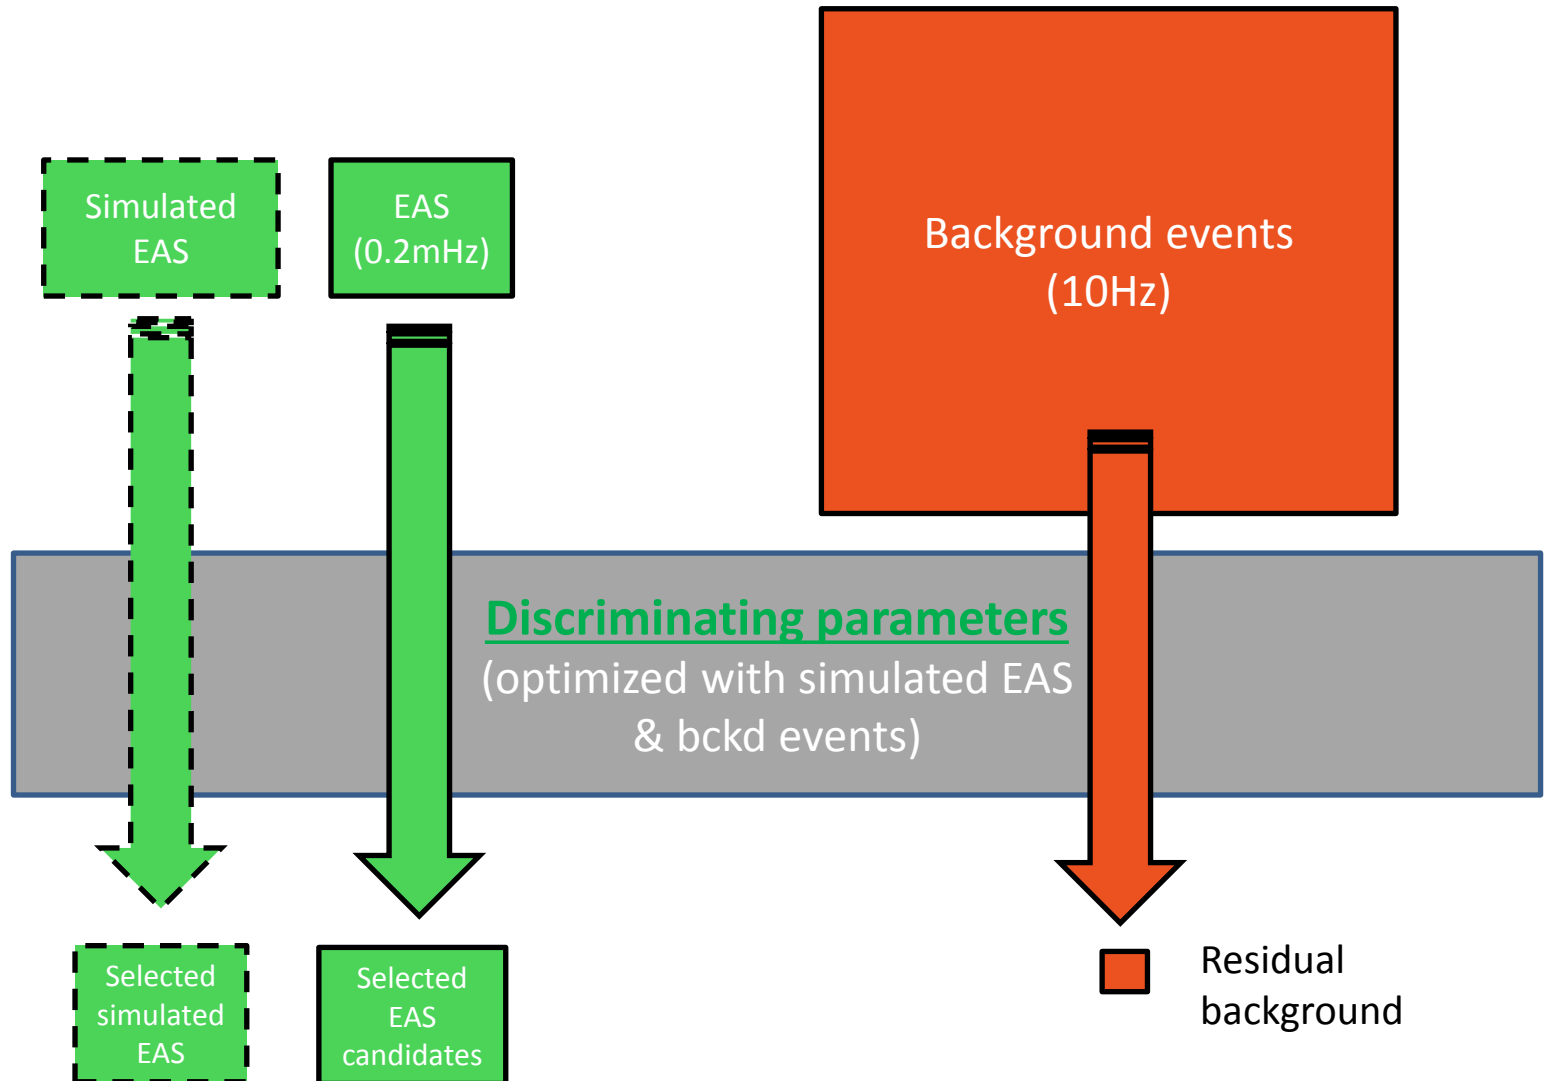 Simulated
EAS
EAS
(0.2mHz)
Background events
(10Hz)
Discriminating parameters
(optimized with simulated EAS
& bckd events)
Selected
simulated
EAS
Selected
EAS
candidates
Residual
background